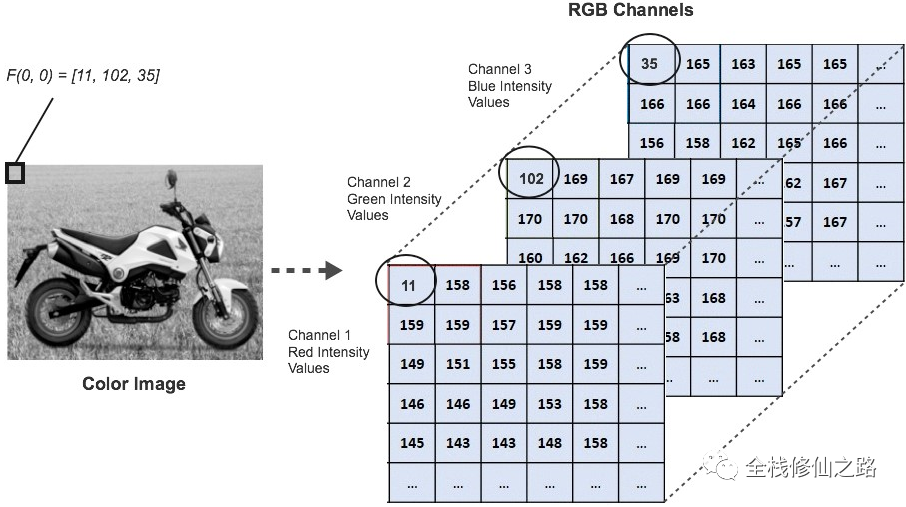 RGB Channels
F(0, 0) = [11, 102, 35]
Channel 3
Blue Intensity
Values
35 165 163 165 165 ...
166 166 164 166 166 ...
156 158 162 165 166 ...
62 167 ...
57 167 ...
... ... ...
Channel 2
Green Intensity
Values
102 169 167 169 169 ...
170 170 168 170 170 ...
160 162 166 169 170 ...
63 168 ...
58 168 ...
... ... ...
Channel 1
Red Intensity
Values
11 158 156 158 158 ...
159 159 157 159 159 ...
149 151 155 158 159 ...
146 146 149 153 158 ...
145 143 143 148 158 ...
... ... ... ... ... ...
Color Image
全栈修仙之路